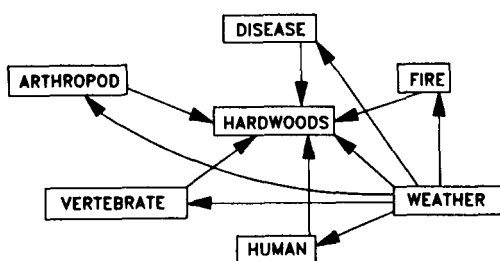 DISEASE
ARTHROPOD
FIRE
HARDWOODS
VERTEBRATE
WEATHER
HUMAN